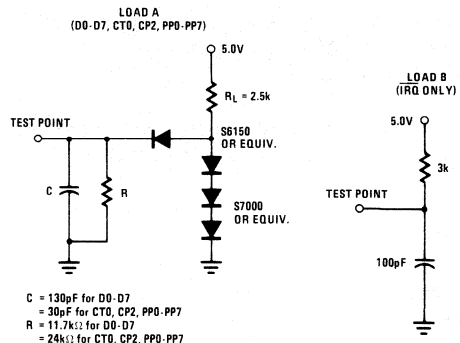 LOAD A
(D0-D7, CT0, CP2, PP0-PP7)
5.0V
RL = 2.5k
TEST POINT
S6150
OR EQUIV.
C
R
S7000
OR EQUIV.
C = 130pF for D0-D7
= 30pF for CT0, CP2, PP0-PP7
R = 11.7kΩ for D0-D7
= 24kΩ for CT0, CP2, PP0-PP7
LOAD B
(IRQ ONLY)
5.0V
3k
TEST POINT
100pF